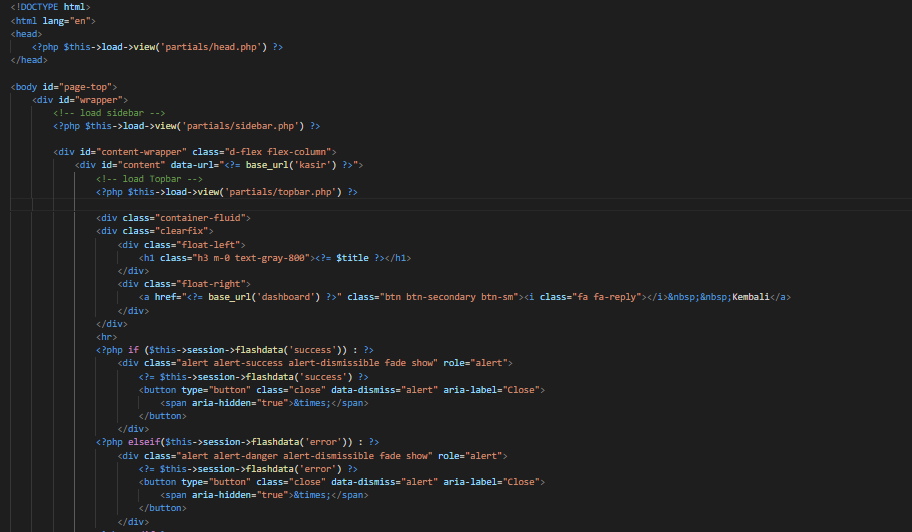 <!DOCTYPE html>
<html lang="en">
<head>
<?php $this->load->view('partials/head.php') ?>
</head>
<body id="page-top">
<div id="wrapper">
<!-- load sidebar -->
<?php $this->load->view('partials/sidebar.php') ?>
<div id="content-wrapper" class="d-flex flex-column">
<div id="content" data-url="<?= base_url('kasir') ?>">
<!-- load Topbar -->
<?php $this->load->view('partials/topbar.php') ?>
<div class="container-fluid">
<div class="clearfix">
<div class="float-left">
<h1 class="h3 m-0 text-gray-800"><?= $title ?></h1>
</div>
<div class="float-right">
<a href="<?= base_url('dashboard') ?>" class="btn btn-secondary btn-sm"><i class="fa fa-reply"></i>&nbsp;&nbsp;Kembali</a>
</div>
</div>
<hr>
<?php if ($this->session->flashdata('success')) : ?>
<div class="alert alert-success alert-dismissible fade show" role="alert">
<?= $this->session->flashdata('success') ?>
<button type="button" class="close" data-dismiss="alert" aria-label="Close">
<span aria-hidden="true">&times;</span>
</button>
</div>
<?php elseif($this->session->flashdata('error')) : ?>
<div class="alert alert-danger alert-dismissible fade show" role="alert">
<?= $this->session->flashdata('error') ?>
<button type="button" class="close" data-dismiss="alert" aria-label="Close">
<span aria-hidden="true">&times;</span>
</button>
</div>